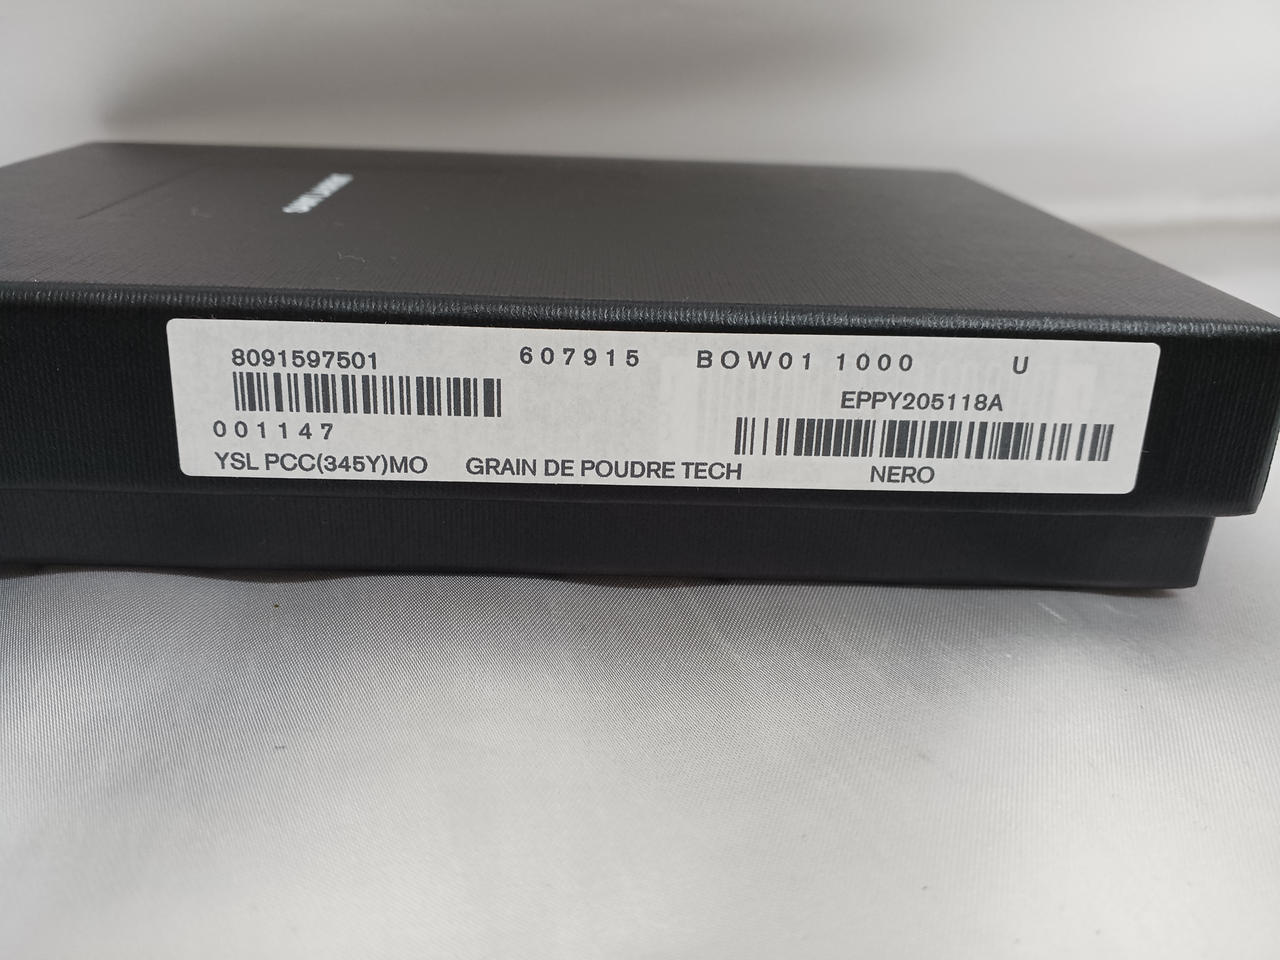 8091597501 607915 BOW01 1000 U
EPPY205118A
001147
YSL PCC(345Y)MO GRAIN DE POUDRE TECH NERO